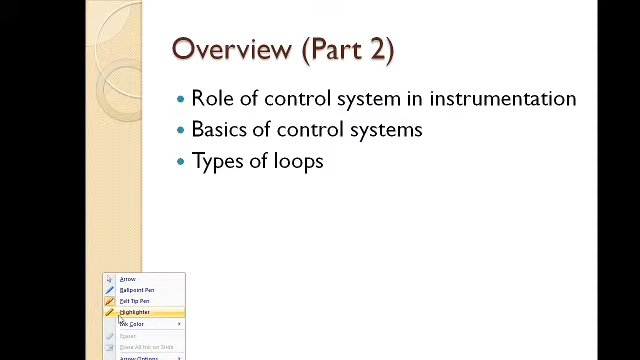 Overview (Part 2)
Role of control system in instrumentation
Basics of control systems
Types of loops
Arrow
Ballpoint Pen
Felt Tip Pen
Highlighter
Ink Color
Eraser
Erase All Ink on Slide
Arrow Options